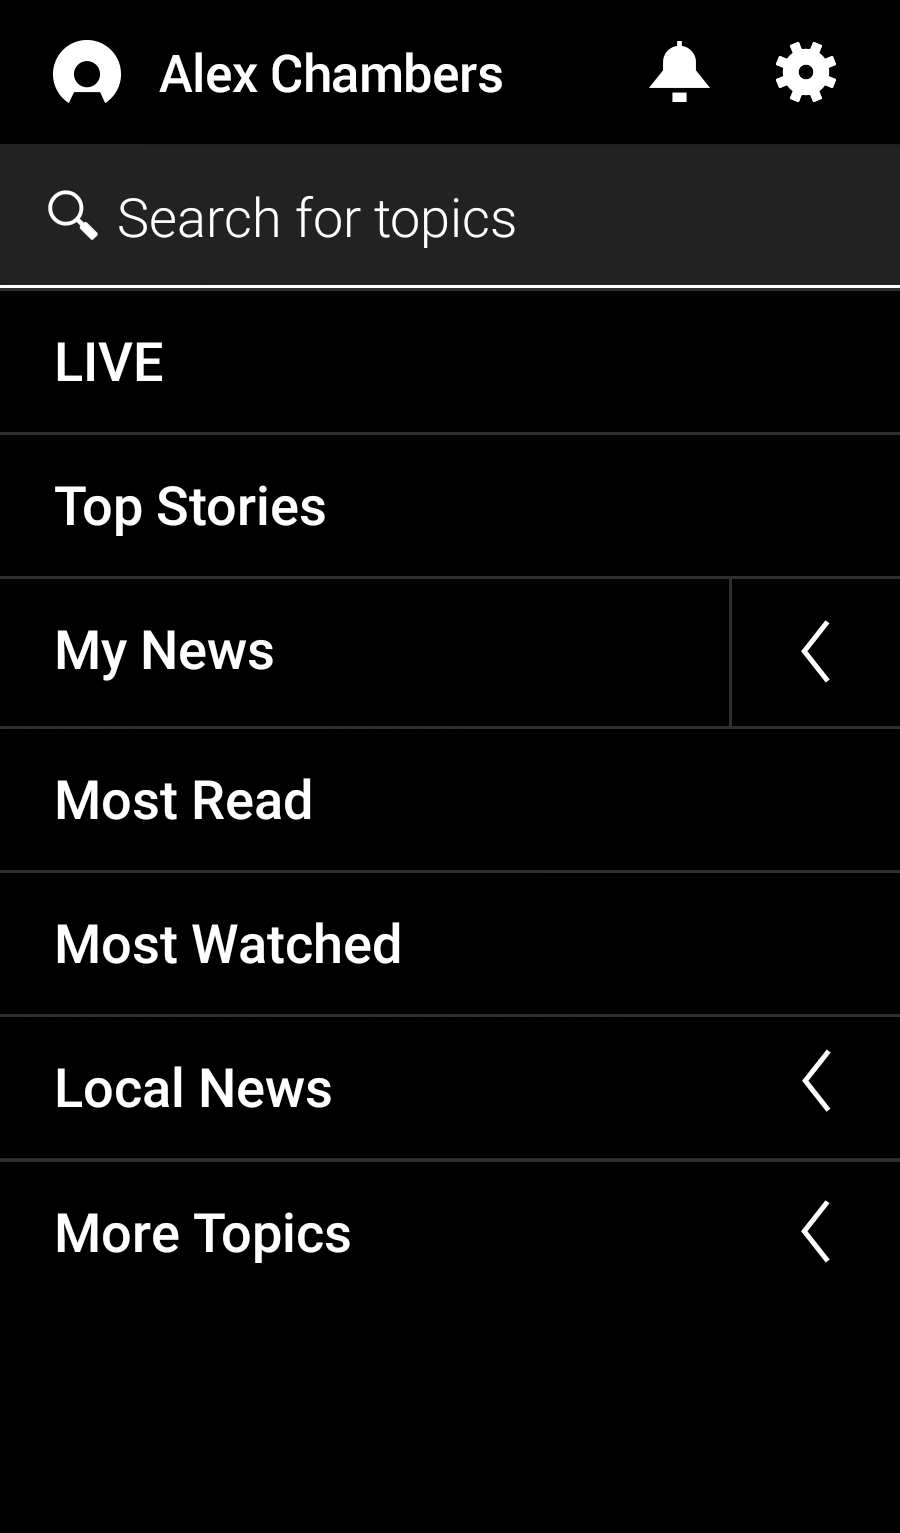 Alex Chambers
Search for topics
LIVE
Top Stories
My News
Most Read
Most Watched
Local News
More Topics